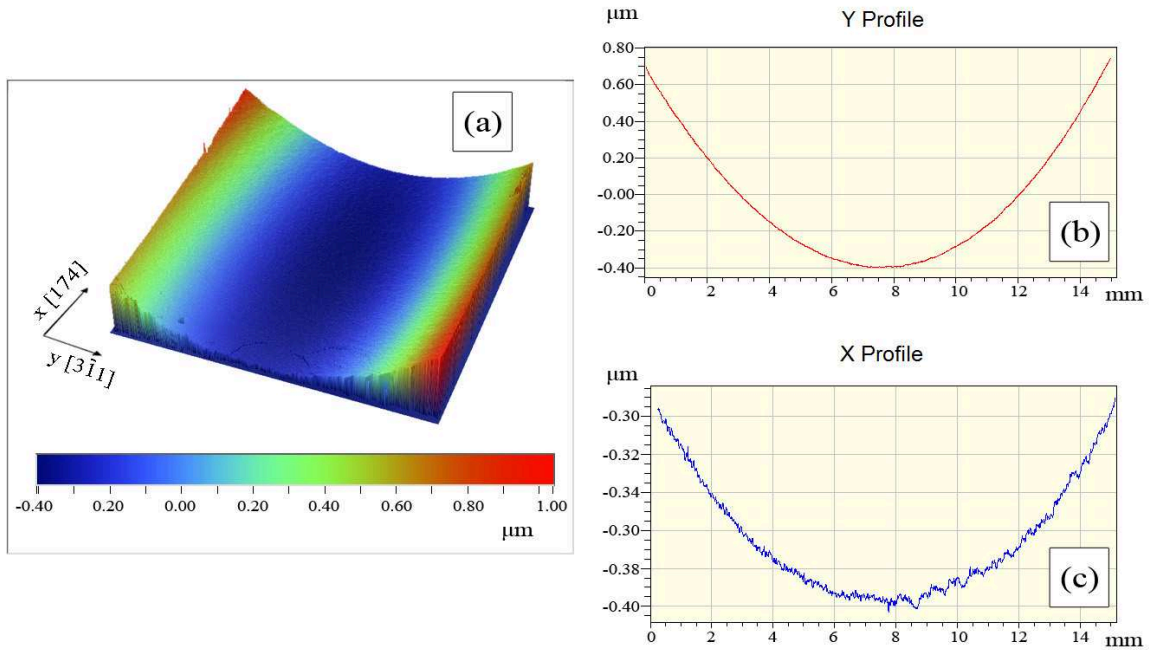 (a)
x [174]
y [31̄1]
-0.40 0.20 0.00 0.20 0.40 0.60 0.80 1.00
μm
μm
Y Profile
0.80
0.60
0.40
0.20
-0.00
-0.20
-0.40
(b)
0 2 4 6 8 10 12 14 mm
X Profile
μm
-0.30
-0.32
-0.34
-0.30
-0.38
-0.40
(c)
0 2 4 6 8 10 12 14 mm